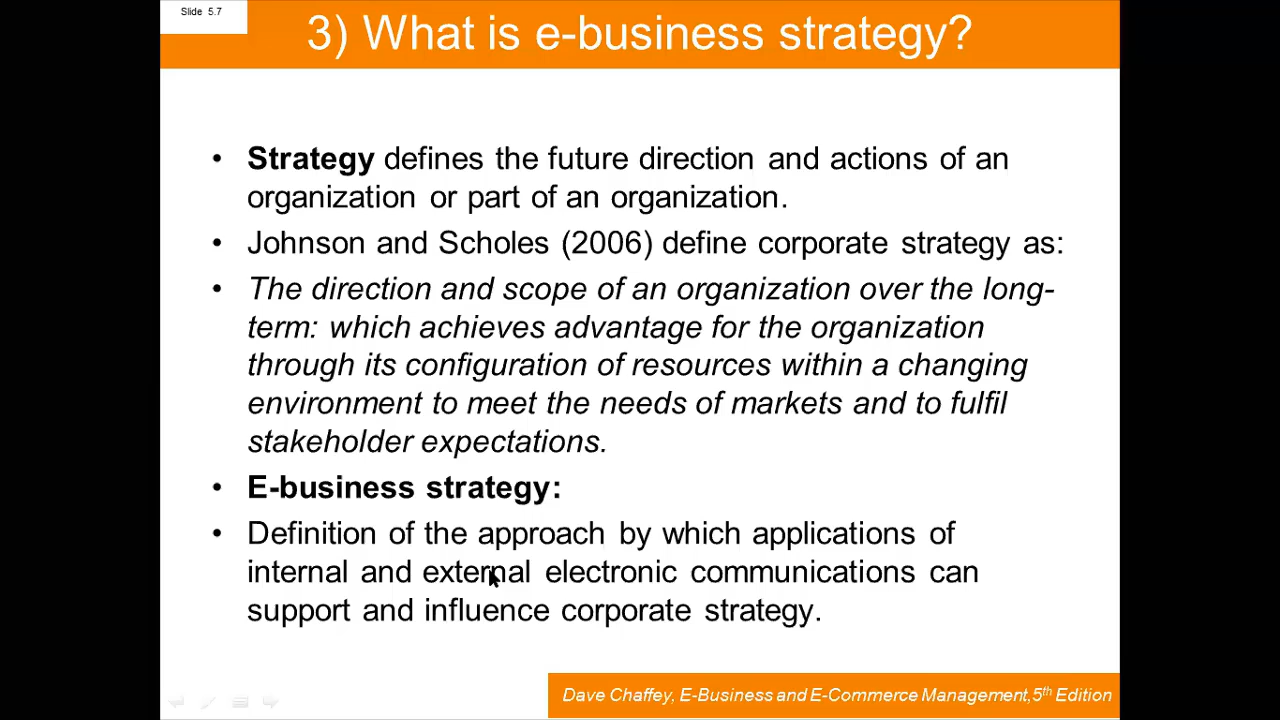 Slide 5.7
3) What is e-business strategy?
• Strategy defines the future direction and actions of an
organization or part of an organization.
• Johnson and Scholes (2006) define corporate strategy as:
• The direction and scope of an organization over the long-
term: which achieves advantage for the organization
through its configuration of resources within a changing
environment to meet the needs of markets and to fulfil
stakeholder expectations.
• E-business strategy:
• Definition of the approach by which applications of
internal and external electronic communications can
support and influence corporate strategy.
Dave Chaffey, E-Business and E-Commerce Management,5th Edition